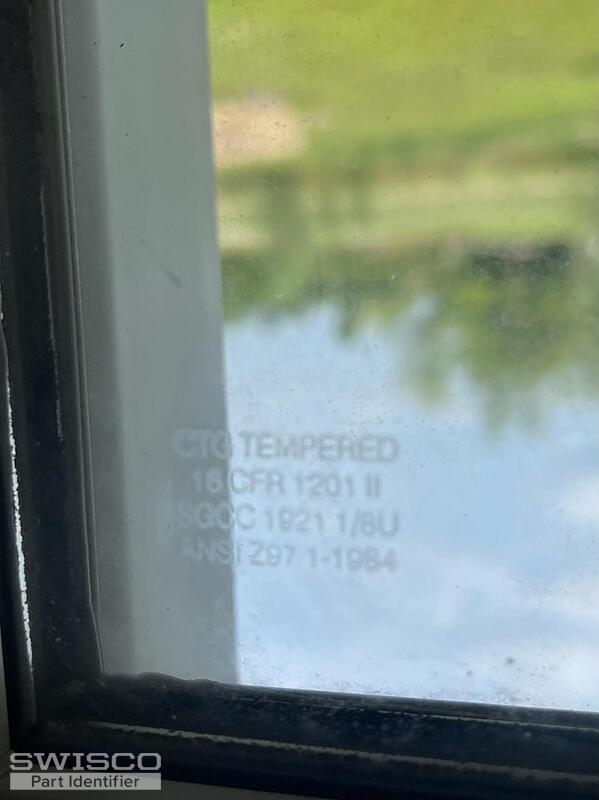 CTG TEMPERED
16 CFR 1201 II
SGCC 1921 1/8U
ANSI Z97 1-1984
SWISCO
Part Identifier